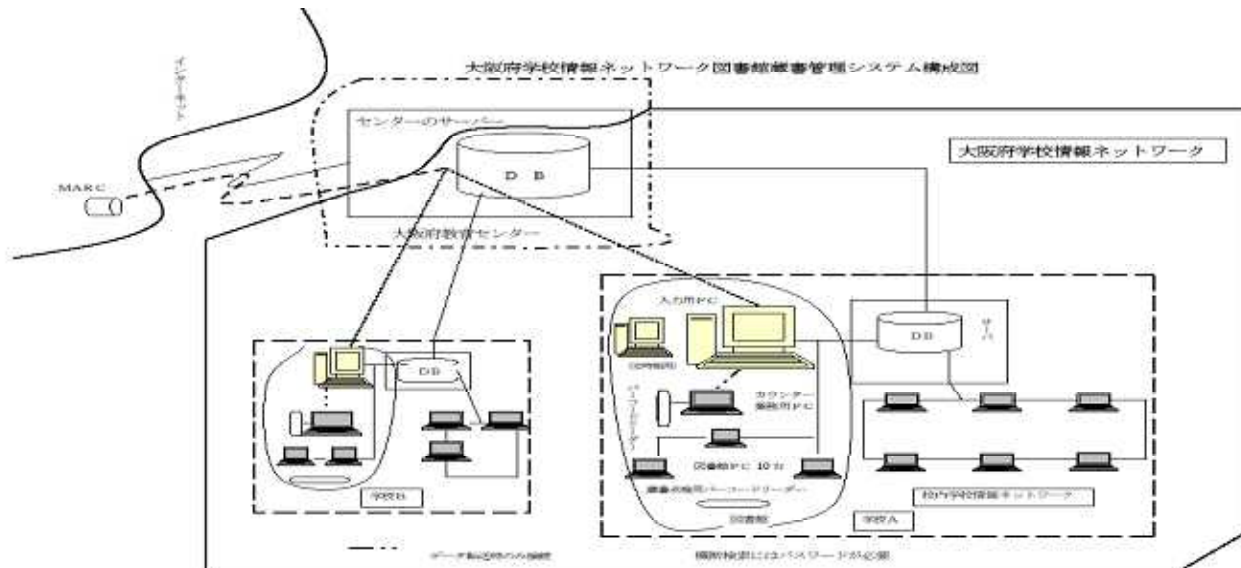 大阪府学校情報ネットワーク図書館蔵書管理システム構成図
インターネット
センターのサーバー
DB
大阪府学校情報ネットワーク
MARC
大阪府教育センター
入力用PC
サーバ
DB
DB
バーコードリーダー
カウンター
業務用PC
図書館PC 10台
蔵書点検用バーコードリーダー
学校B
校内学校情報ネットワーク
図書館
学校A
データ転送時のみ接続
横断検索にはパスワードが必要